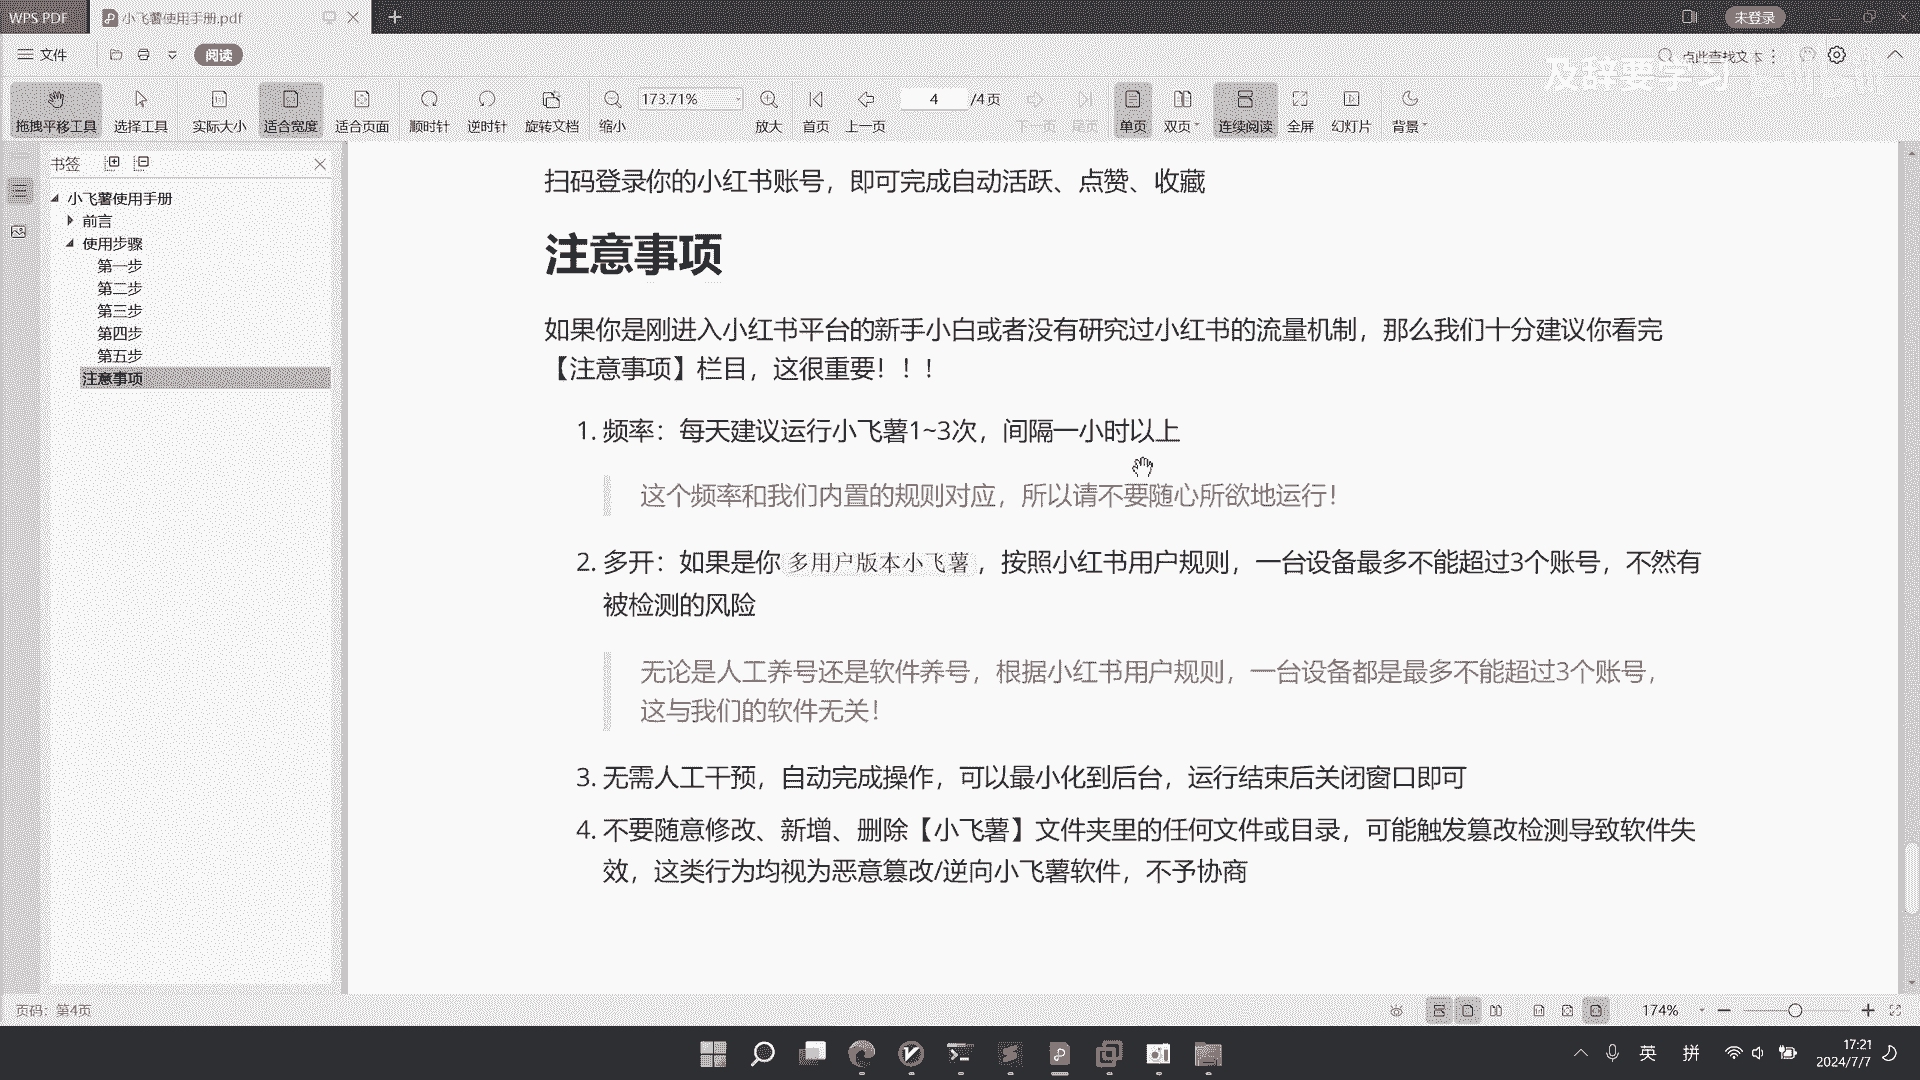 WPS PDF
小飞薯使用手册.pdf
未登录
文件
阅读
点此查找文本
及辞要学习
拖拽平移工具
选择工具
实际大小
适合宽度
适合页面
顺时针
逆时针
旋转文档
缩小
173.71%
放大
首页
上一页
4
/4页
下一页
尾页
单页
双页
连续阅读
全屏
幻灯片
背景
书签
小飞薯使用手册
前言
使用步骤
第一步
第二步
第三步
第四步
第五步
注意事项
扫码登录你的小红书账号，即可完成自动活跃、点赞、收藏
注意事项
如果你是刚进入小红书平台的新手小白或者没有研究过小红书的流量机制，那么我们十分建议你看完
【注意事项】栏目，这很重要！！！
1. 频率：每天建议运行小飞薯1~3次，间隔一小时以上
这个频率和我们内置的规则对应，所以请不要随心所欲地运行！
2. 多开：如果是你 多用户版本小飞薯 ，按照小红书用户规则，一台设备最多不能超过3个账号，不然有
被检测的风险
无论是人工养号还是软件养号，根据小红书用户规则，一台设备都是最多不能超过3个账号，
这与我们的软件无关！
3. 无需人工干预，自动完成操作，可以最小化到后台，运行结束后关闭窗口即可
4. 不要随意修改、新增、删除【小飞薯】文件夹里的任何文件或目录，可能触发篡改检测导致软件失
效，这类行为均视为恶意篡改/逆向小飞薯软件，不予协商
页码：第4页
174%
英
拼
17:21
2024/7/7